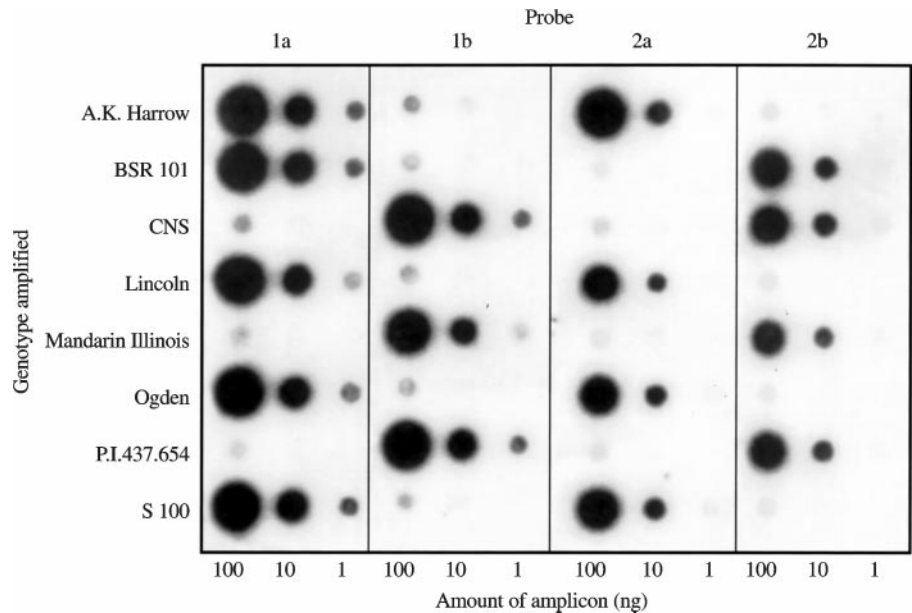 Probe
1a 1b 2a 2b
A.K. Harrow
BSR 101
CNS
Lincoln
Mandarin Illinois
Ogden
P.I.437.654
S 100
Genotype amplified
100 10 1 100 10 1 100 10 1 100 10 1
Amount of amplicon (ng)